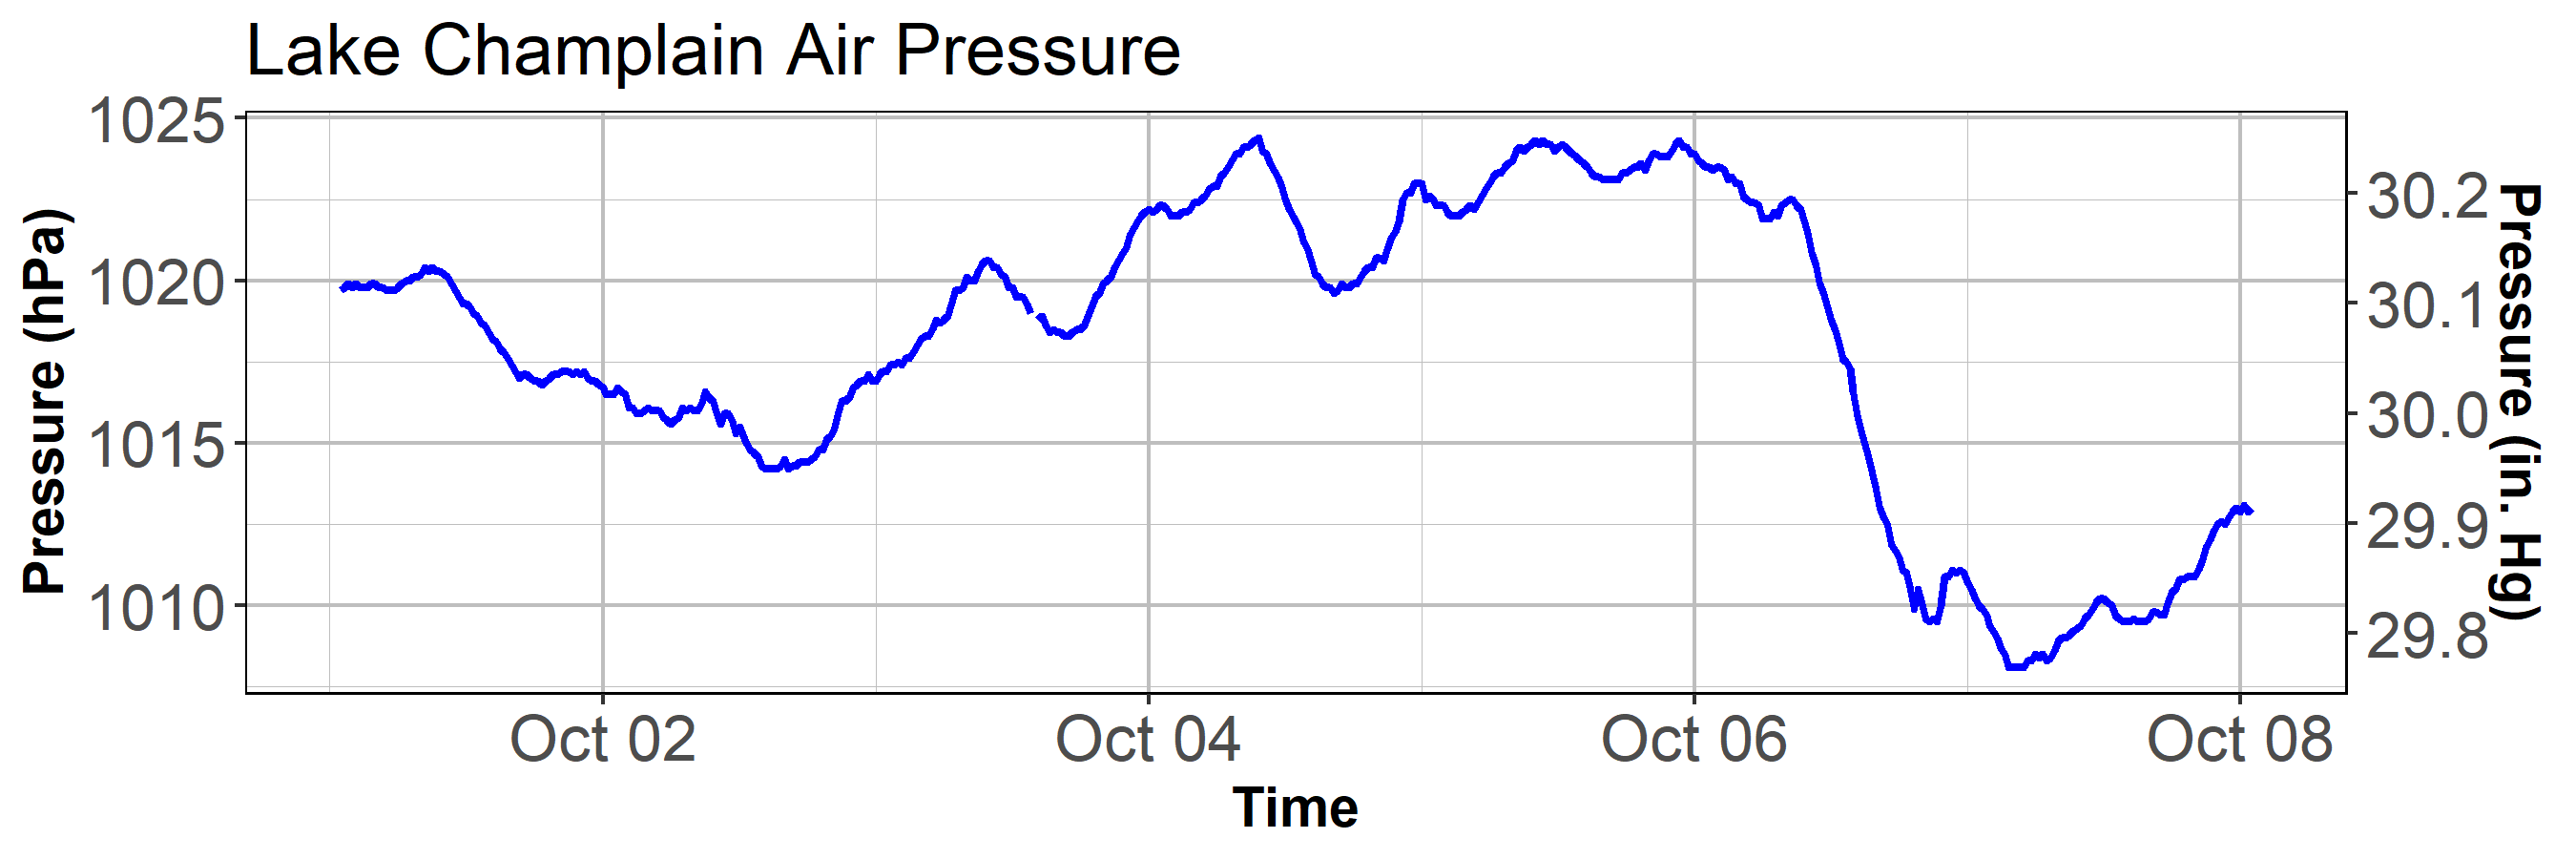 Lake Champlain Air Pressure
1025
1020
1015
1010
Pressure (hPa)
30.2
30.1
30.0
29.9
29.8
Pressure (in. Hg)
Oct 02 Oct 04 Oct 06 Oct 08
Time